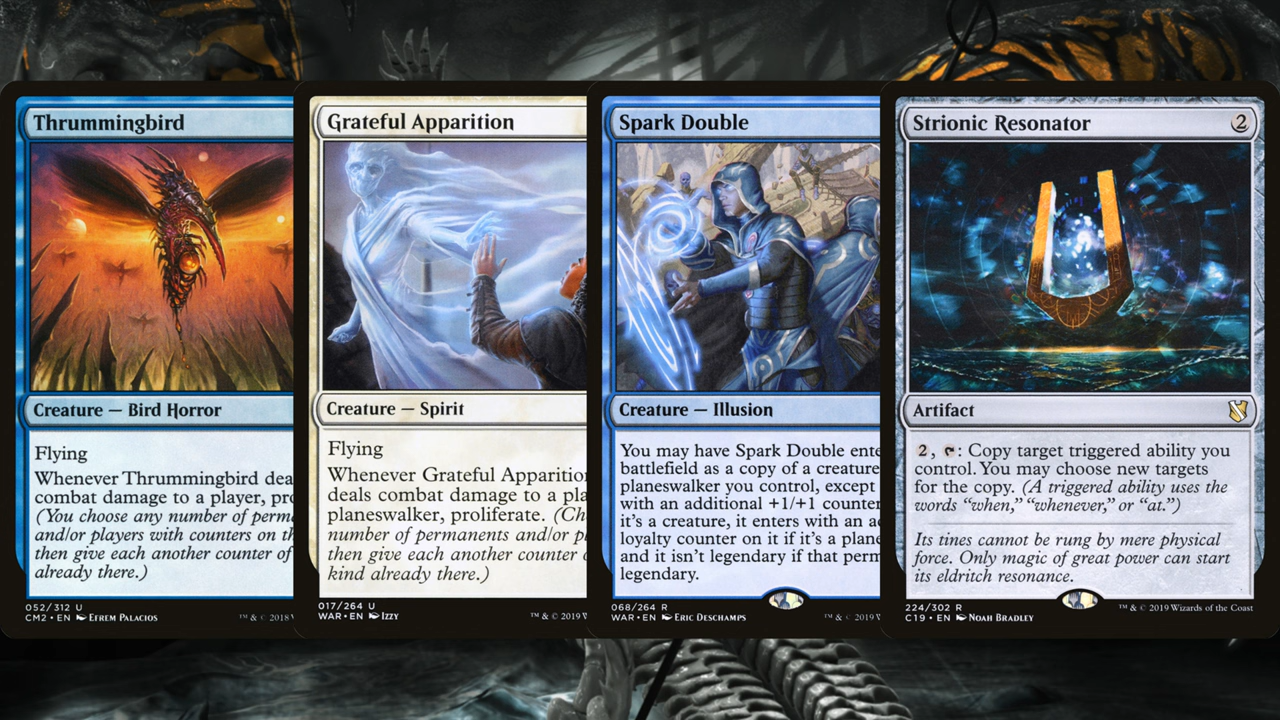 Thrummingbird
Creature — Bird Horror
Flying
Whenever Thrummingbird dea
combat damage to a player, pro
(You choose any number of perm
and/or players with counters on th
then give each another counter of
already there.)
052/312 U
CM2 • EN Efrem Palacios
™ & © 2018
Grateful Apparition
Creature — Spirit
Flying
Whenever Grateful Apparition
deals combat damage to a pla
planeswalker, proliferate. (Ch
number of permanents and/or p
then give each another counter o
kind already there.)
017/264 U
WAR • EN Izzy
™ & © 2019 W
Spark Double
Creature — Illusion
You may have Spark Double ente
battlefield as a copy of a creature
planeswalker you control, except
with an additional +1/+1 counter
it's a creature, it enters with an ad
loyalty counter on it if it's a plane
and it isn't legendary if that perm
legendary.
068/264 R
WAR • EN Eric Deschamps
™ & © 2019 W
Strionic Resonator 2
Artifact
2, T: Copy target triggered ability you
control. You may choose new targets
for the copy. (A triggered ability uses the
words "when," "whenever," or "at.")
Its tines cannot be rung by mere physical
force. Only magic of great power can start
its eldritch resonance.
224/302 R
C19 • EN Noah Bradley
™ & © 2019 Wizards of the Coast